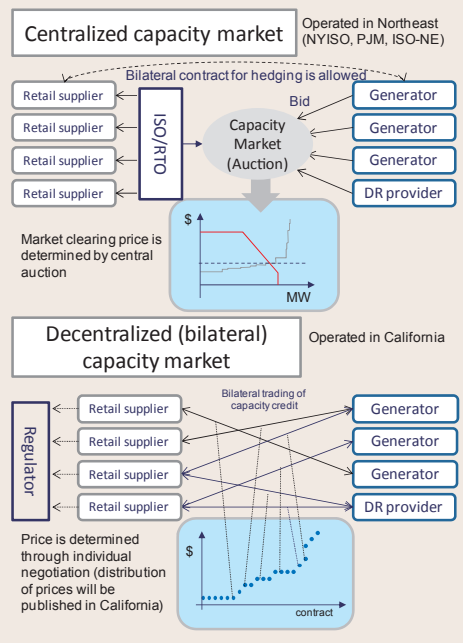 Centralized capacity market
Operated in Northeast
(NYISO, PJM, ISO-NE)
Bilateral contract for hedging is allowed
Retail supplier
Retail supplier
Retail supplier
Retail supplier
ISO/RTO
Capacity
Market
(Auction)
Bid
Generator
Generator
Generator
DR provider
Market clearing price is
determined by central
auction
$
MW
Decentralized (bilateral)
capacity market
Operated in California
Bilateral trading of
capacity credit
Regulator
Retail supplier
Retail supplier
Retail supplier
Retail supplier
Generator
Generator
Generator
DR provider
Price is determined
through individual
negotiation (distribution
of prices will be
published in California)
$
contract